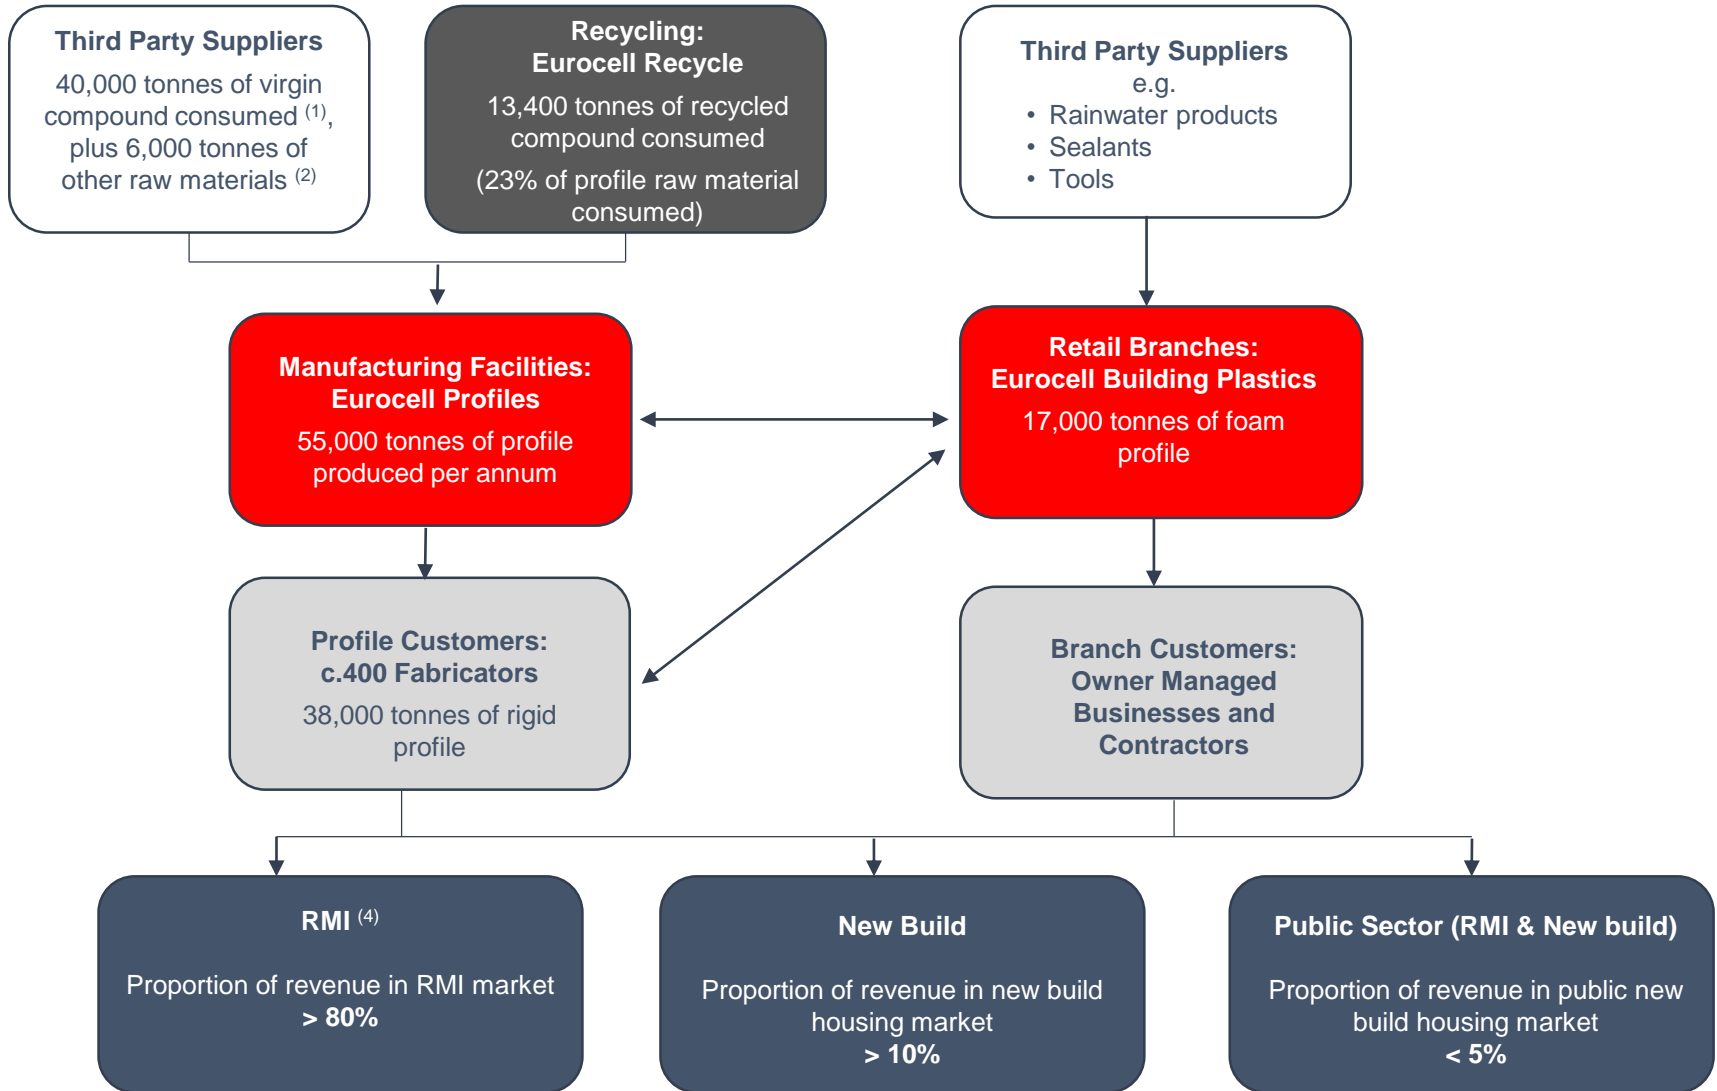 Third Party Suppliers
40,000 tonnes of virgin
compound consumed (1),
plus 6,000 tonnes of
other raw materials (2)
Recycling:
Eurocell Recycle
13,400 tonnes of recycled
compound consumed
(23% of profile raw material
consumed)
Third Party Suppliers
e.g.
• Rainwater products
• Sealants
• Tools
Manufacturing Facilities:
Eurocell Profiles
55,000 tonnes of profile
produced per annum
Retail Branches:
Eurocell Building Plastics
17,000 tonnes of foam
profile
Profile Customers:
c.400 Fabricators
38,000 tonnes of rigid
profile
Branch Customers:
Owner Managed
Businesses and
Contractors
RMI (4)
Proportion of revenue in RMI market
> 80%
New Build
Proportion of revenue in new build
housing market
> 10%
Public Sector (RMI & New build)
Proportion of revenue in public new
build housing market
< 5%